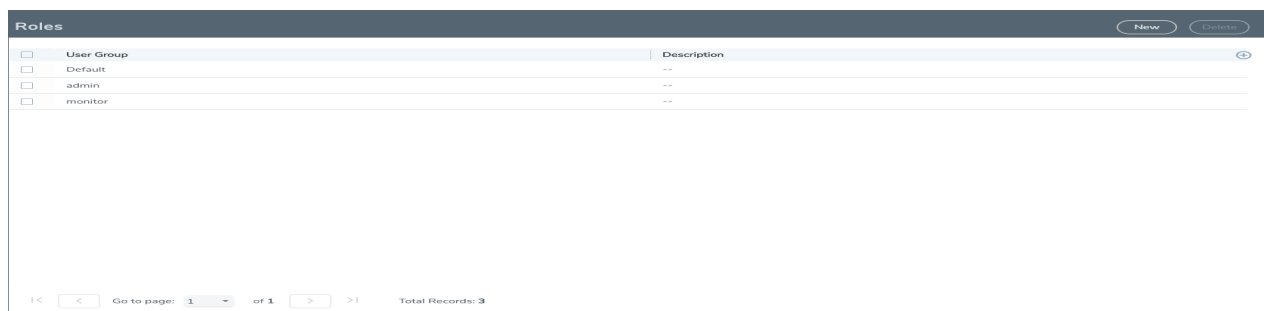 Roles New Delete
User Group Description
Default --
admin --
monitor --
Go to page: 1 of 1 Total Records: 3